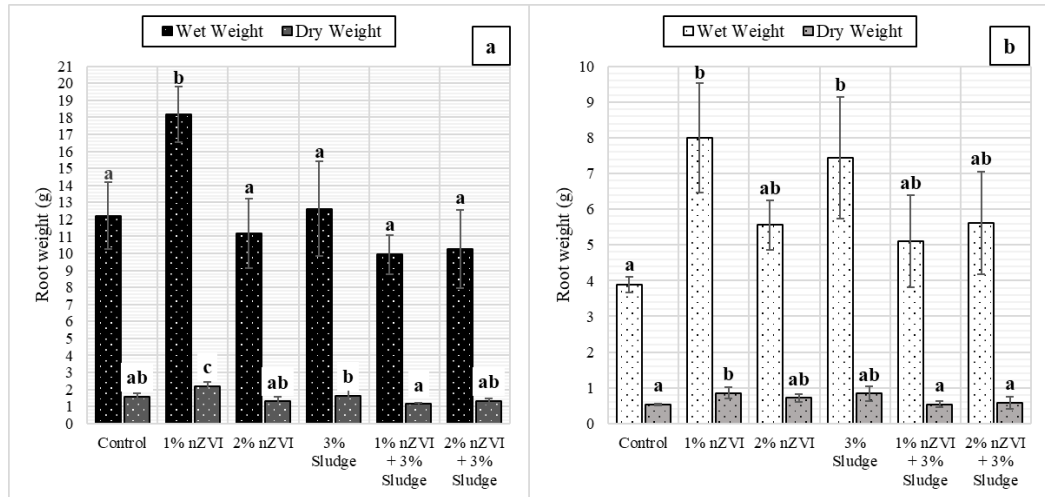 Wet Weight Dry Weight
a
Root weight (g)
21
20
19
18
17
16
15
14
13
12
11
10
9
8
7
6
5
4
3
2
1
0
a
b
a
a
a
a
ab
c
ab
b
a
ab
Control
1% nZVI
2% nZVI
3%
Sludge
1% nZVI
+ 3%
Sludge
2% nZVI
+ 3% Sludge
Wet Weight Dry Weight
b
Root weight (g)
10
9
8
7
6
5
4
3
2
1
0
a
b
ab
b
ab
ab
a
b
ab
ab
a
a
Control
1% nZVI
2% nZVI
3%
Sludge
1% nZVI
+ 3%
Sludge
2% nZVI
+ 3%
Sludge